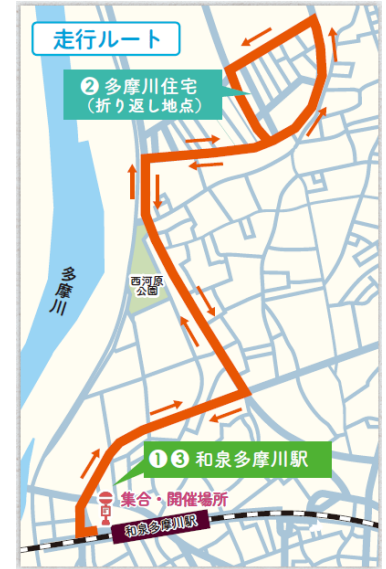 走行ルート
❷ 多摩川住宅
（折り返し地点）
多摩川
西河原
公園
❶❸ 和泉多摩川駅
集合・開催場所
和泉多摩川駅